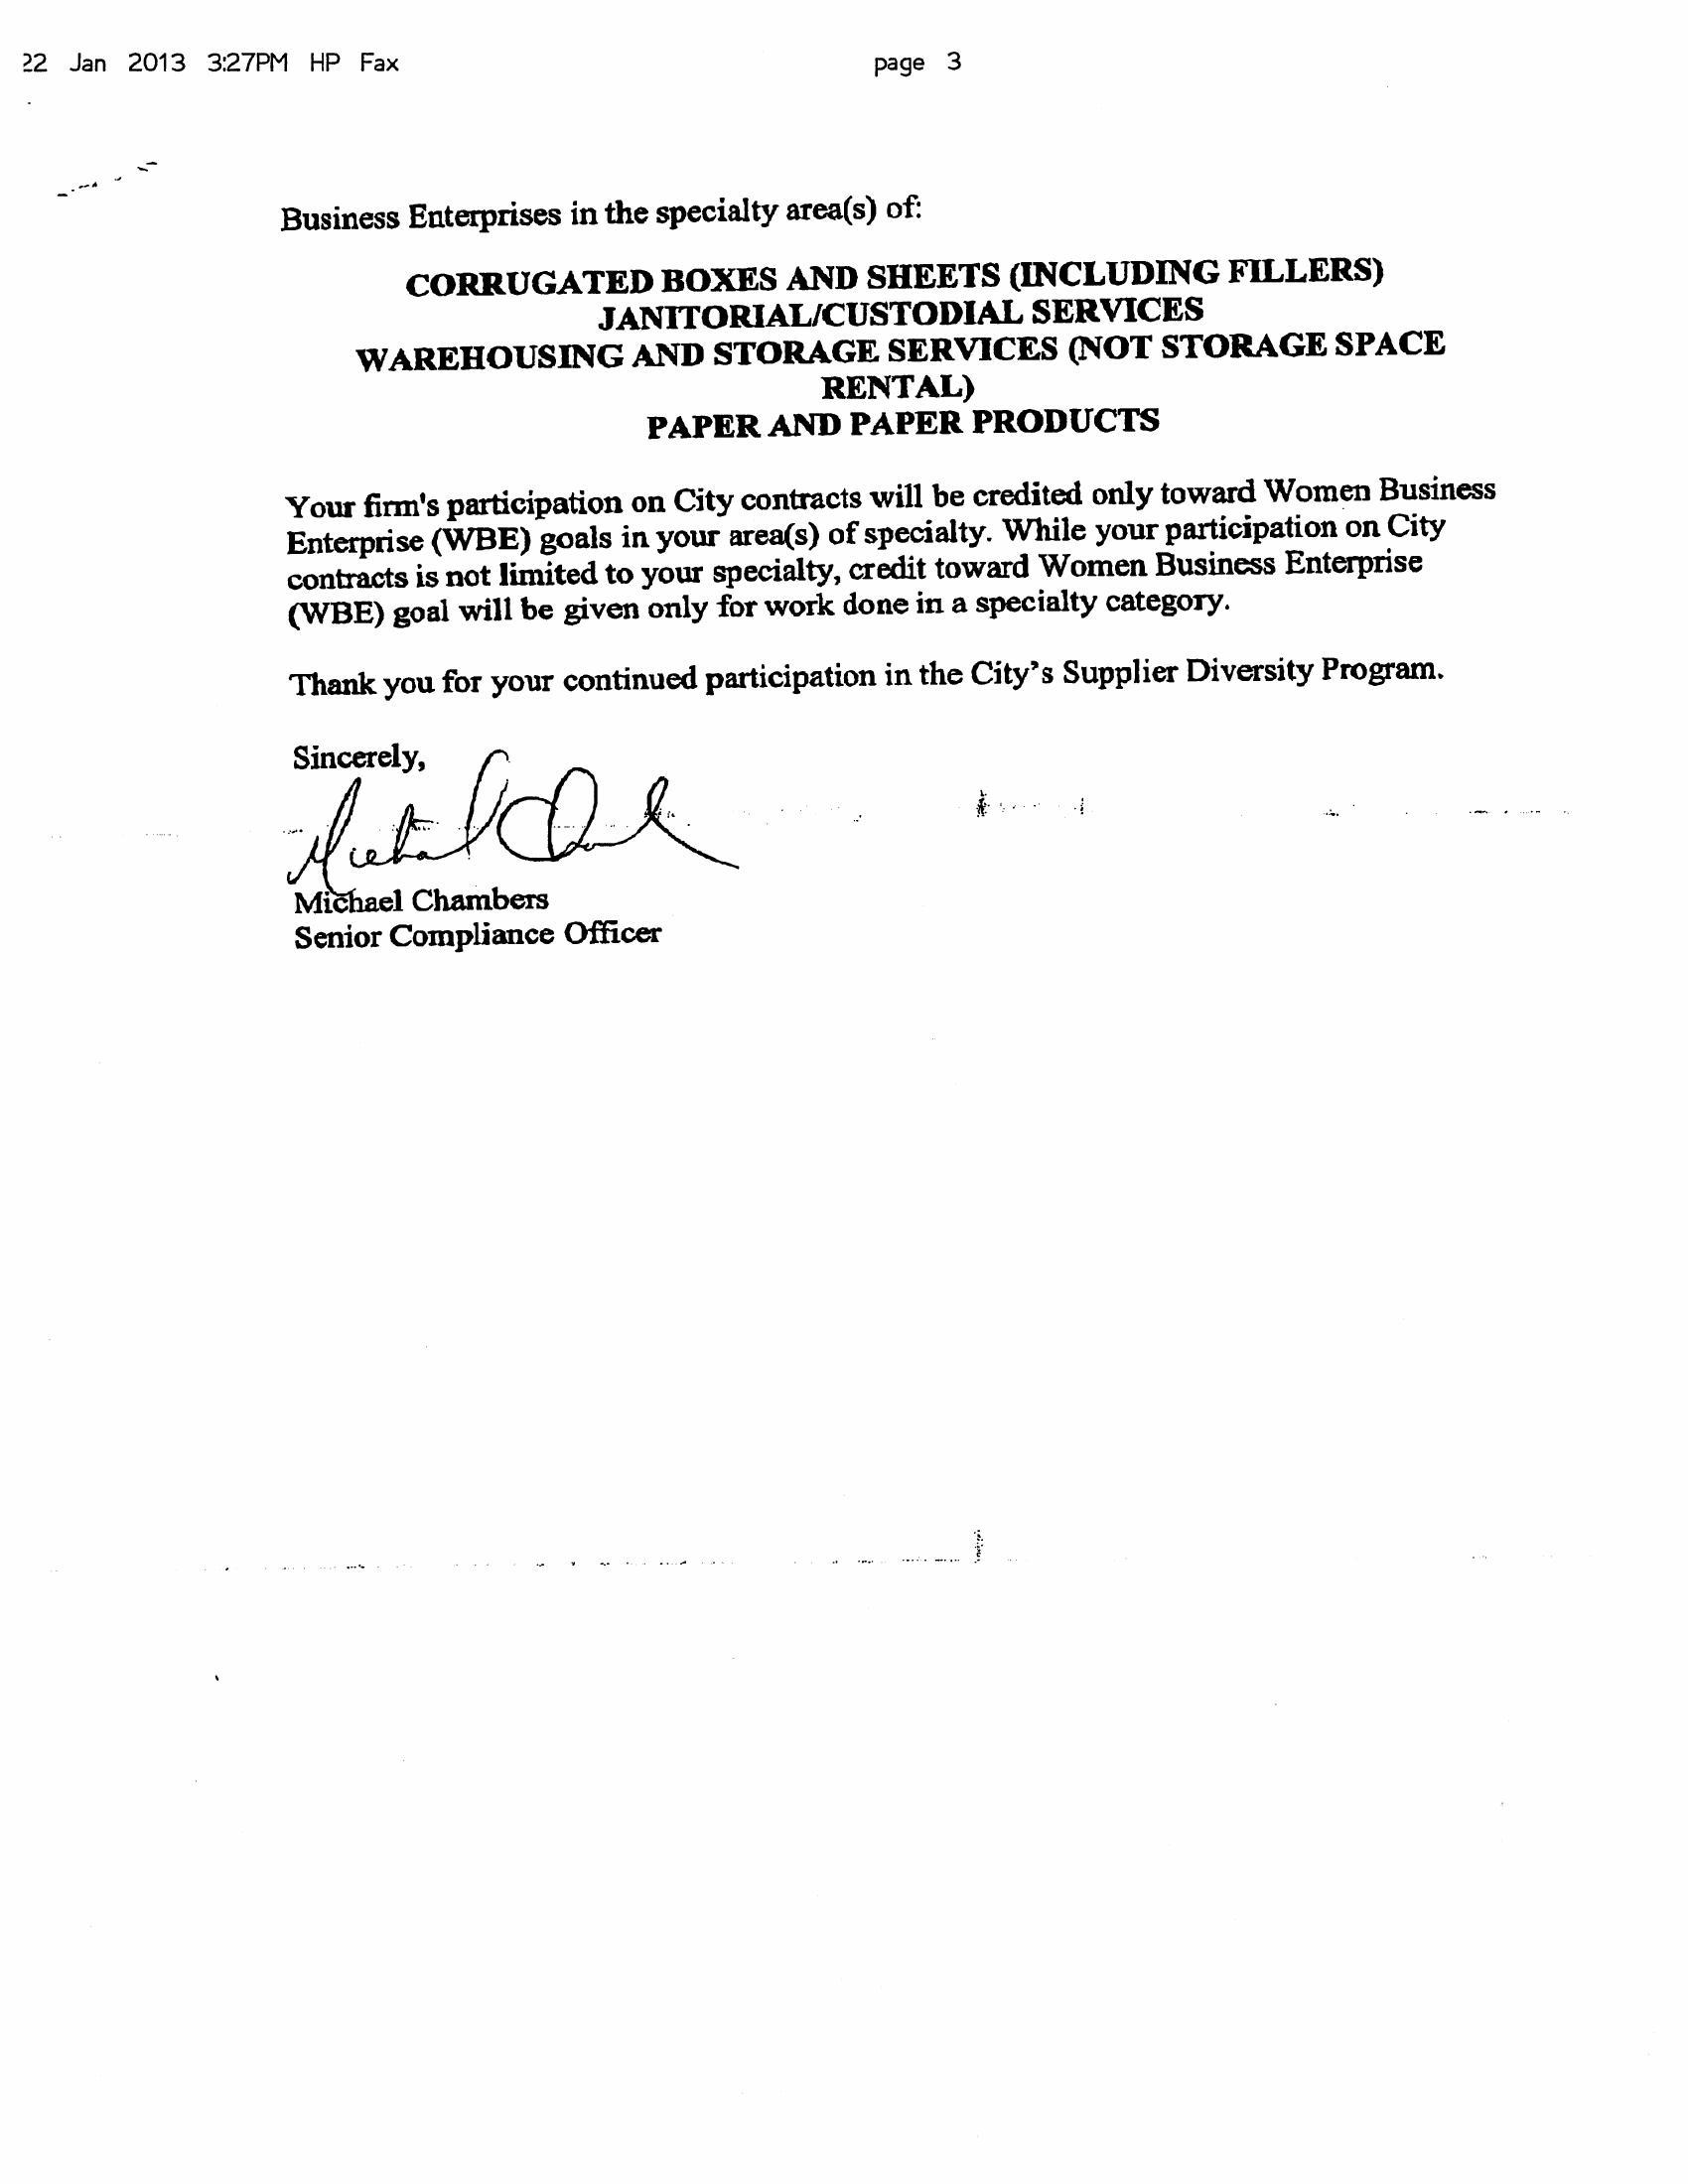 22 Jan 2013 3:27PM HP Fax page 3
Business Enterprises in the specialty area(s) of:
CORRUGATED BOXES AND SHEETS (INCLUDING FILLERS)
JANITORIAL/CUSTODIAL SERVICES
WAREHOUSING AND STORAGE SERVICES (NOT STORAGE SPACE
RENTAL)
PAPER AND PAPER PRODUCTS
Your firm's participation on City contracts will be credited only toward Women Business
Enterprise (WBE) goals in your area(s) of specialty. While your participation on City
contracts is not limited to your specialty, credit toward Women Business Enterprise
(WBE) goal will be given only for work done in a specialty category.
Thank you for your continued participation in the City's Supplier Diversity Program.
Sincerely,
Michael Chambers
Senior Compliance Officer